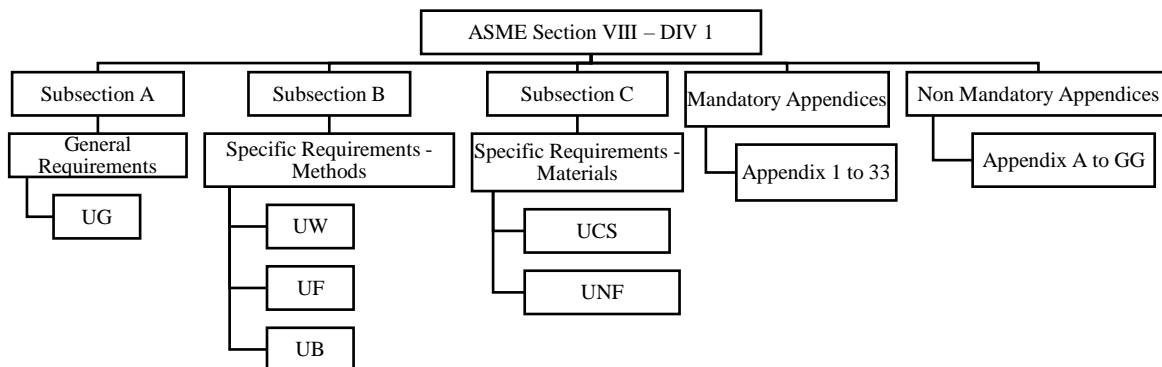 ASME Section VIII – DIV 1
Subsection A
Subsection B
Subsection C
Mandatory Appendices
Non Mandatory Appendices
General
Requirements
Specific Requirements -
Methods
Specific Requirements -
Materials
Appendix 1 to 33
Appendix A to GG
UG
UW
UCS
UF
UNF
UB